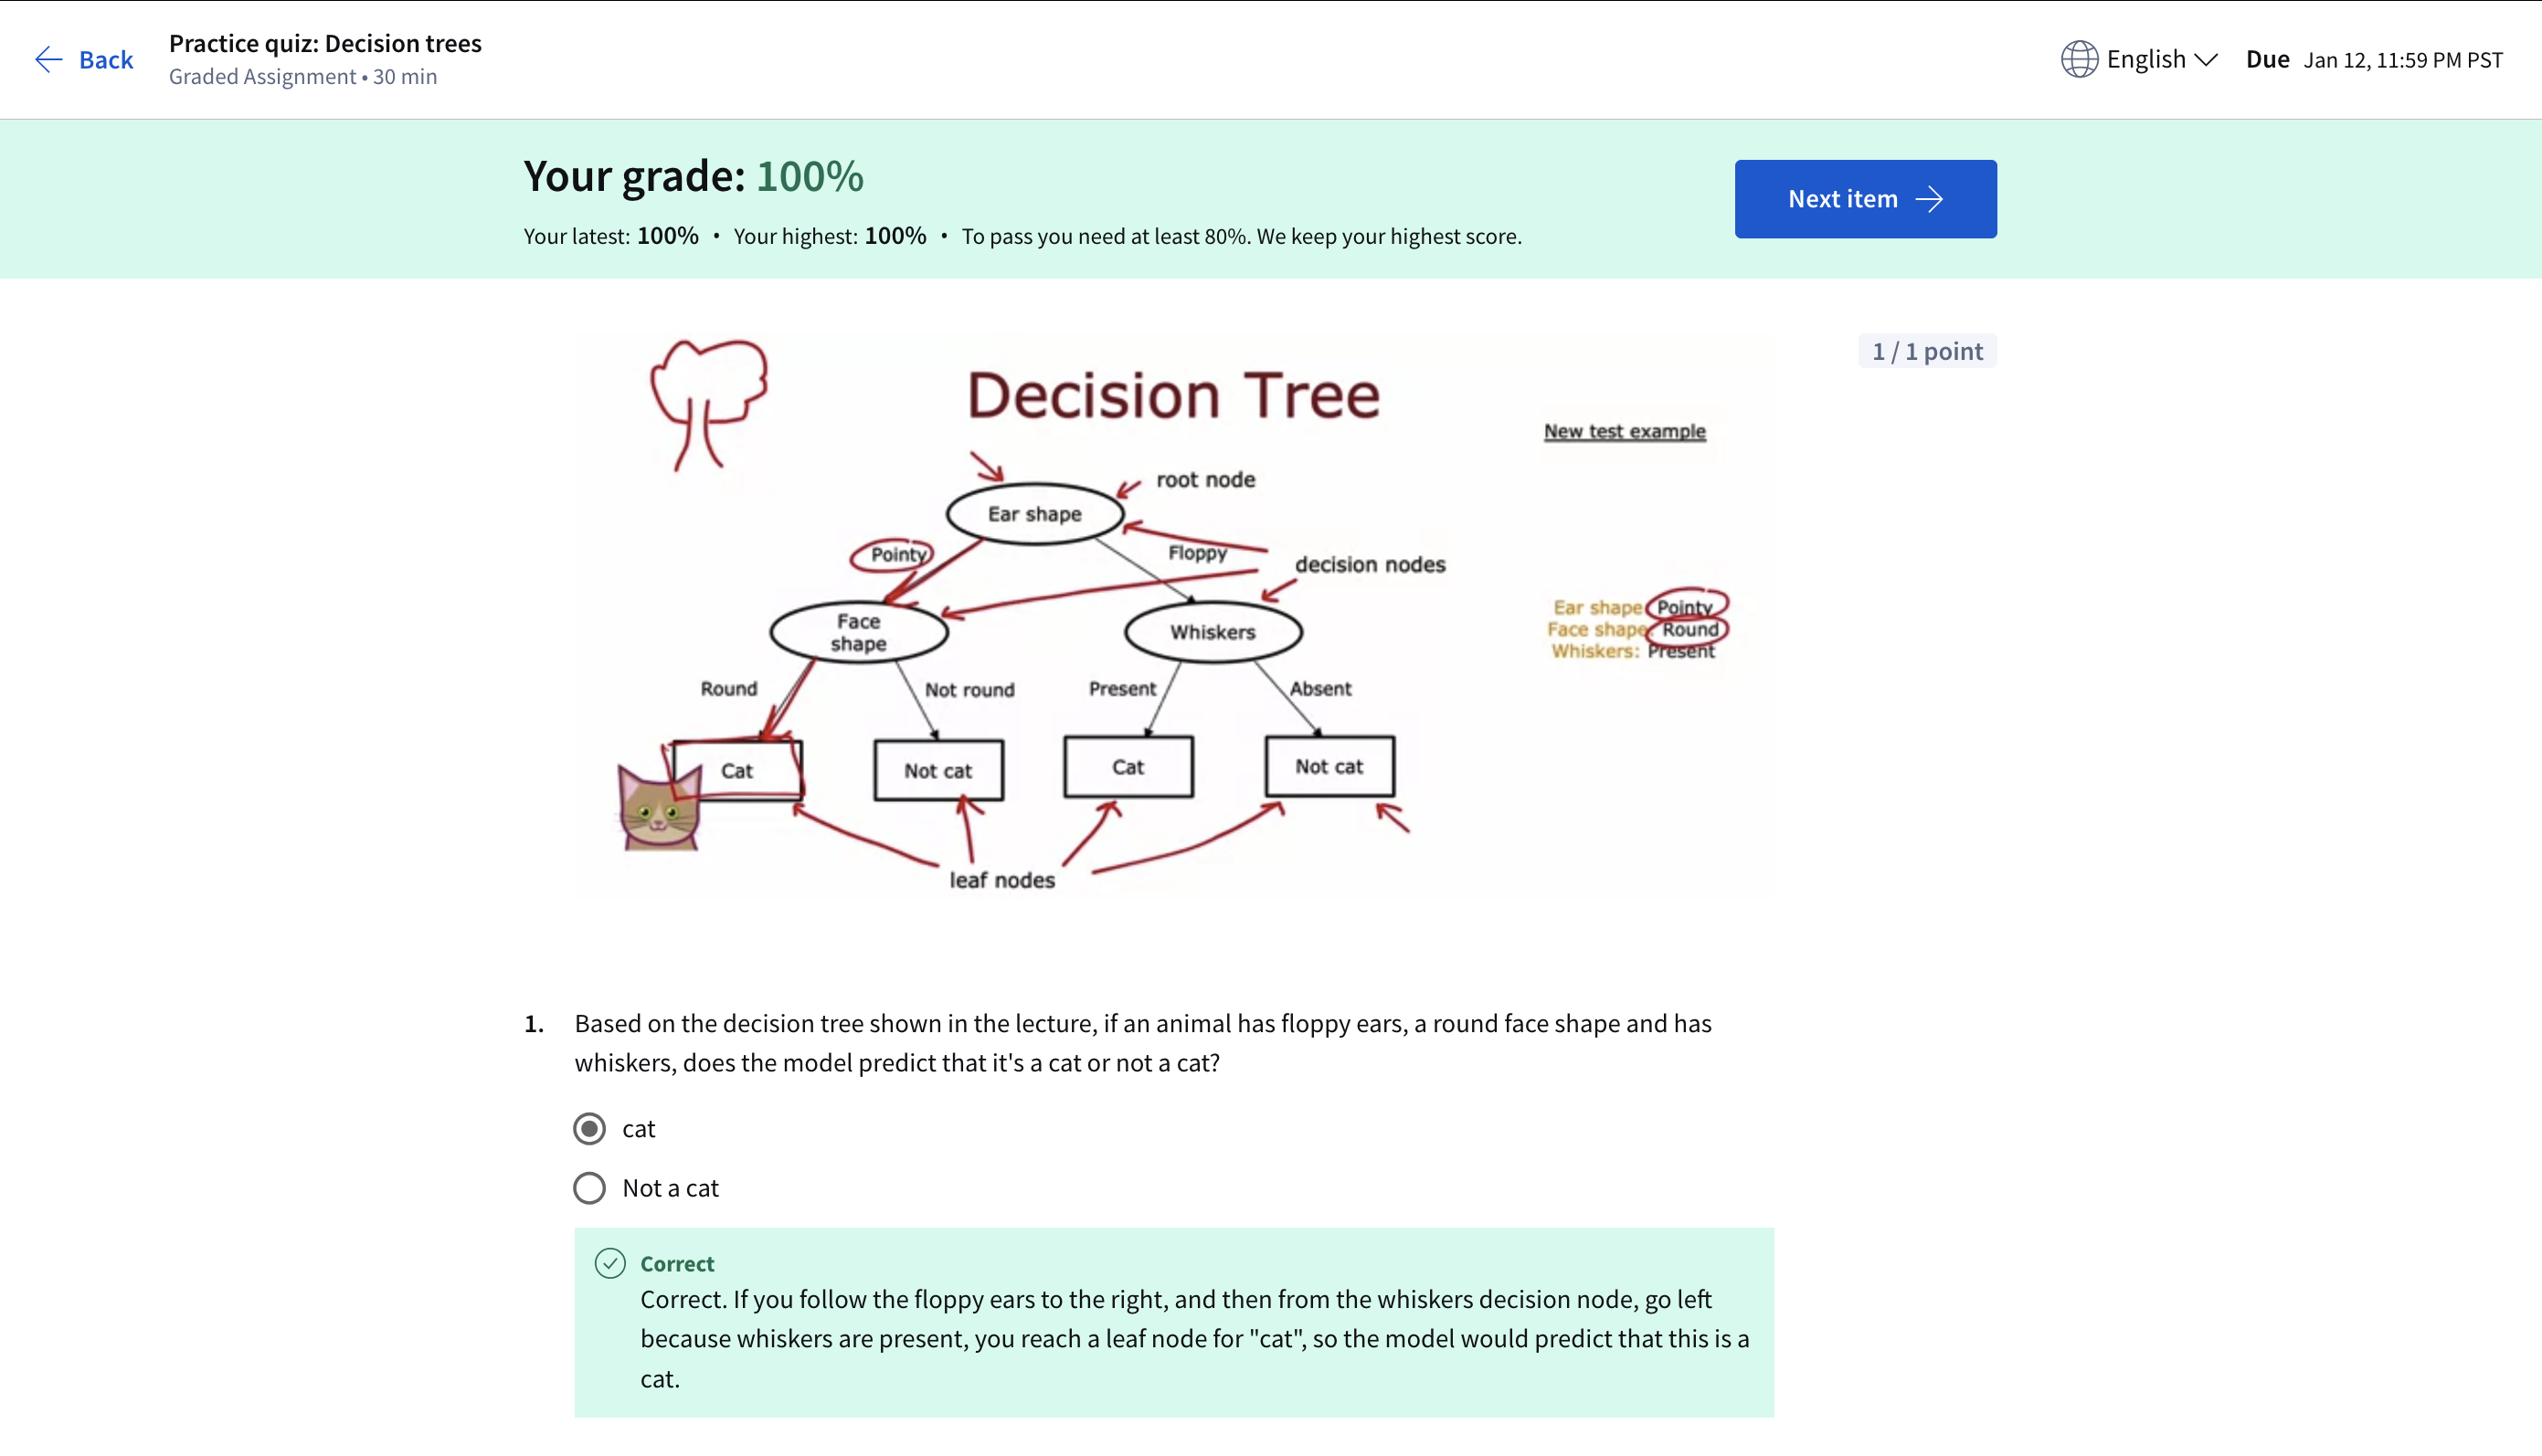 Back
Practice quiz: Decision trees
Graded Assignment • 30 min
English
Due Jan 12, 11:59 PM PST
Your grade: 100%
Your latest: 100% • Your highest: 100% • To pass you need at least 80%. We keep your highest score.
Next item
1 / 1 point
Decision Tree
New test example
root node
Ear shape
Pointy
Floppy
decision nodes
Face
shape
Whiskers
Ear shape: Pointy
Face shape: Round
Whiskers: Present
Round
Not round
Present
Absent
Cat
Not cat
Cat
Not cat
leaf nodes
1. Based on the decision tree shown in the lecture, if an animal has floppy ears, a round face shape and has
whiskers, does the model predict that it's a cat or not a cat?
cat
Not a cat
Correct
Correct. If you follow the floppy ears to the right, and then from the whiskers decision node, go left
because whiskers are present, you reach a leaf node for "cat", so the model would predict that this is a
cat.